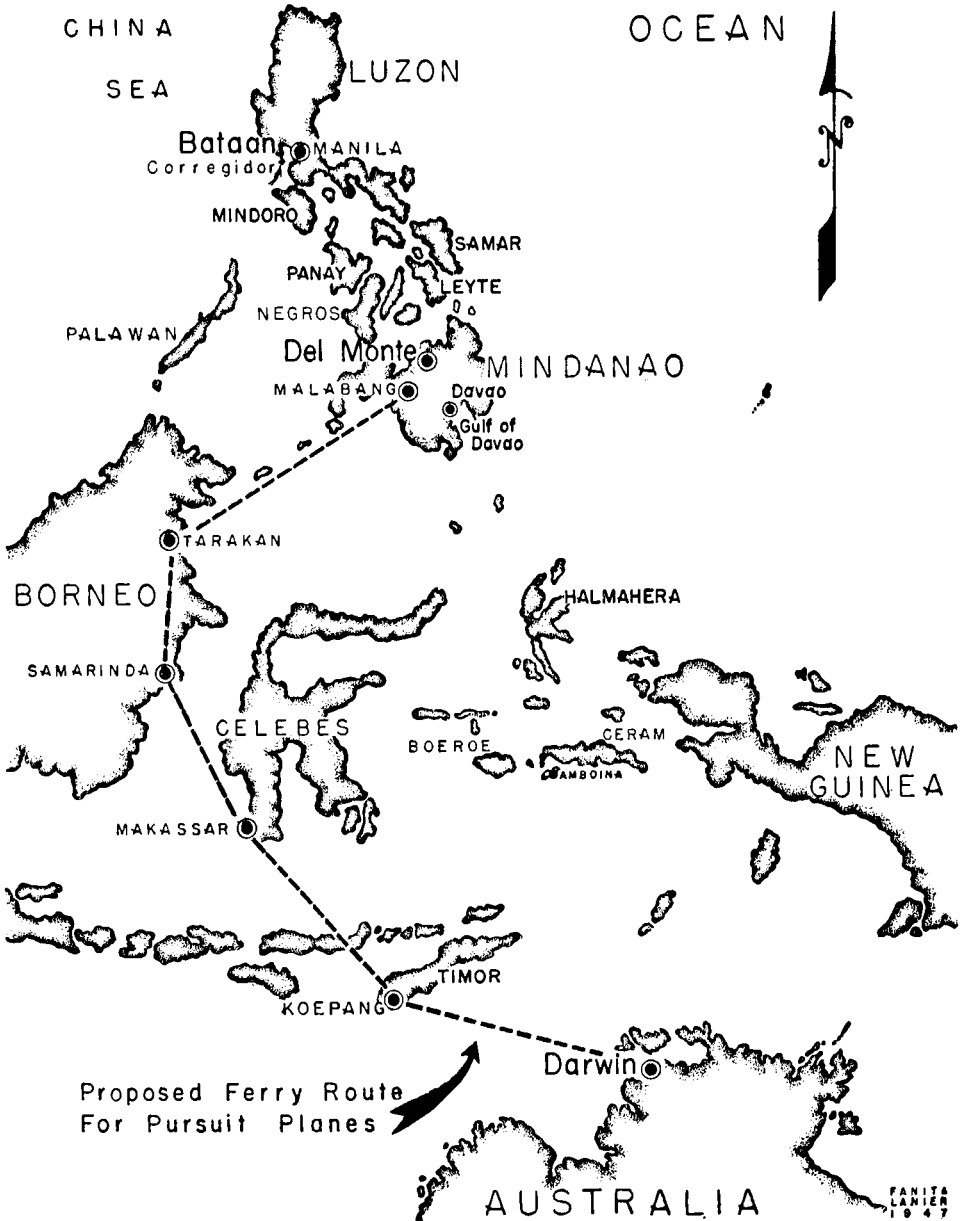 CHINA
SEA
OCEAN
LUZON
N
Bataan
Corregidor
MANILA
MINDORO
SAMAR
PANAY
LEYTE
NEGROS
PALAWAN
Del Monte
MINDANAO
MALABANG
Davao
Gulf of
Davao
TARAKAN
BORNEO
HALMAHERA
SAMARINDA
CELEBES
BOEROE
CERAM
AMBOINA
NEW
GUINEA
MAKASSAR
TIMOR
KOEPANG
Darwin
Proposed Ferry Route
For Pursuit Planes
AUSTRALIA
FANITA
LANIER
1947